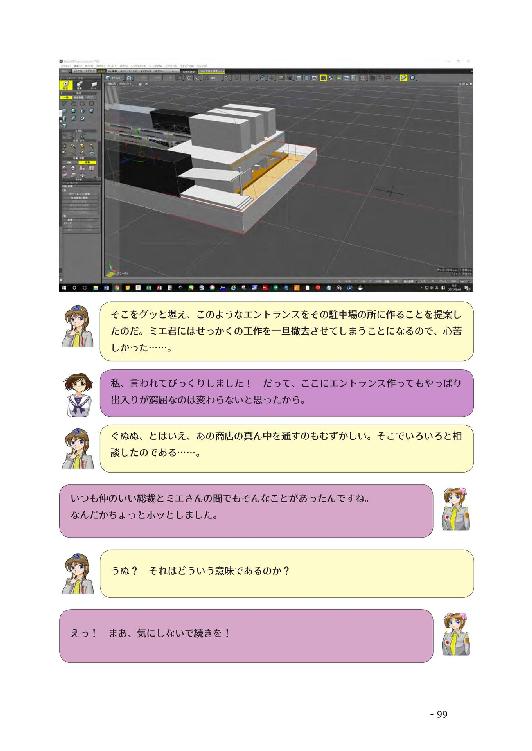 そこをグッと堪え、このようなエントランスをその駐車場の所に作ることを提案し
たのだ。ミエ君にはせっかくの工作を一旦撤去させてしまうことになるので、心苦
しかった……。
私、言われてびっくりしました！　だって、ここにエントランス作ってもやっぱり
出入りが窮屈なのは変わらないと思ったから。
ぐぬぬ、とはいえ、あの商店の真ん中を通すのもむずかしい。そこでいろいろと相
談したのである……。
いつも仲のいい総裁とミエさんの間でもそんなことがあったんですね。
なんだかちょっとホッとしました。
うぬ？　それはどういう意味であるのか？
えっ！　まあ、気にしないで続きを！
- 99